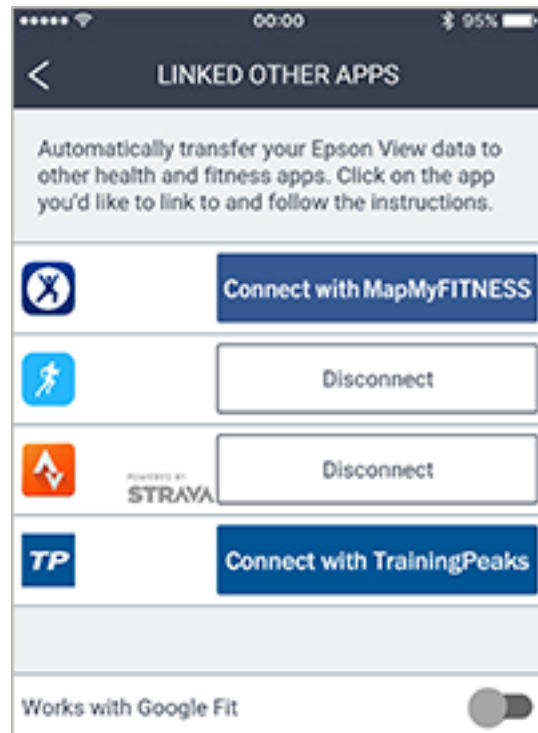 00:00
95%
LINKED OTHER APPS
Automatically transfer your Epson View data to
other health and fitness apps. Click on the app
you'd like to link to and follow the instructions.
Connect with MapMyFITNESS
Disconnect
POWERED BY
STRAVA
Disconnect
TP
Connect with TrainingPeaks
Works with Google Fit